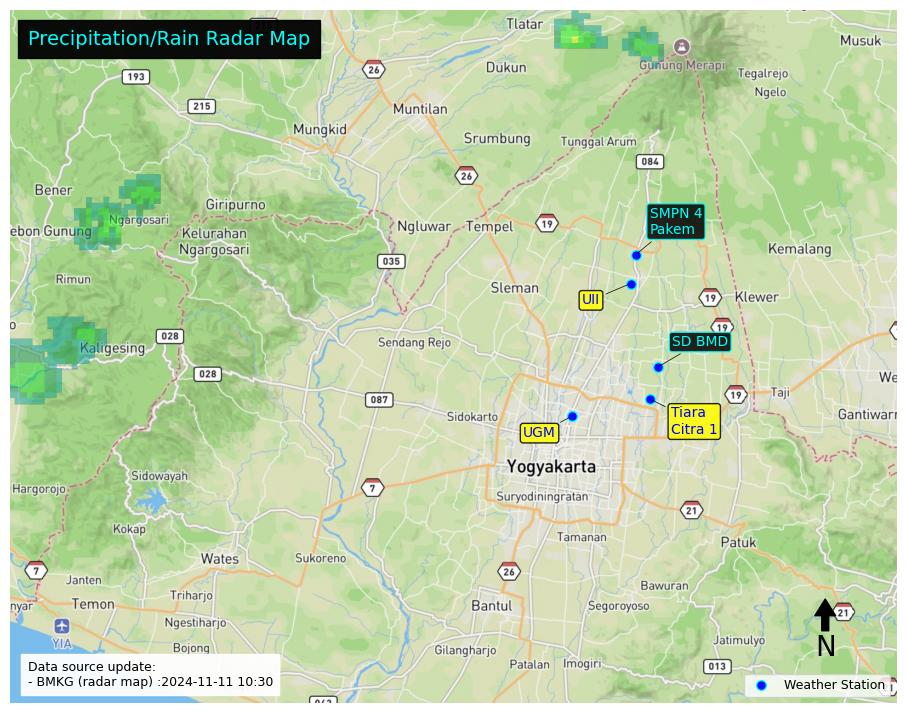 Precipitation/Rain Radar Map
Tlatar
Musuk
26
Gunung Merapi
193
Dukun
Tegalrejo
Ngelo
215
Muntilan
Mungkid
Srumbung
Tunggal Arum
084
26
Bener
Giripurno
SMPN 4
Pakem
Ngargosari
ebon Gunung
Kelurahan
Ngargosari
Ngluwar
Tempel
19
Kemalang
035
Rimun
Sleman
UII
19
Klewer
o
19
028
Sendang Rejo
SD BMD
Kaligesing
028
We
087
19
Taji
Sidokarto
UGM
Tiara
Citra 1
Gantiwarn
Yogyakarta
Sidowayah
Hargorojo
7
Suryodiningratan
21
Kokap
Tamanan
Patuk
Wates
Sukoreno
7
26
Janten
Bawuran
Triharjo
nyar
Temon
Bantul
Segoroyoso
21
Ngestiharjo
YIA
N
Jatimulyo
Bojong
Gilangharjo
Data source update:
- BMKG (radar map) :2024-11-11 10:30
Patalan
Imogiri
013
Weather Station